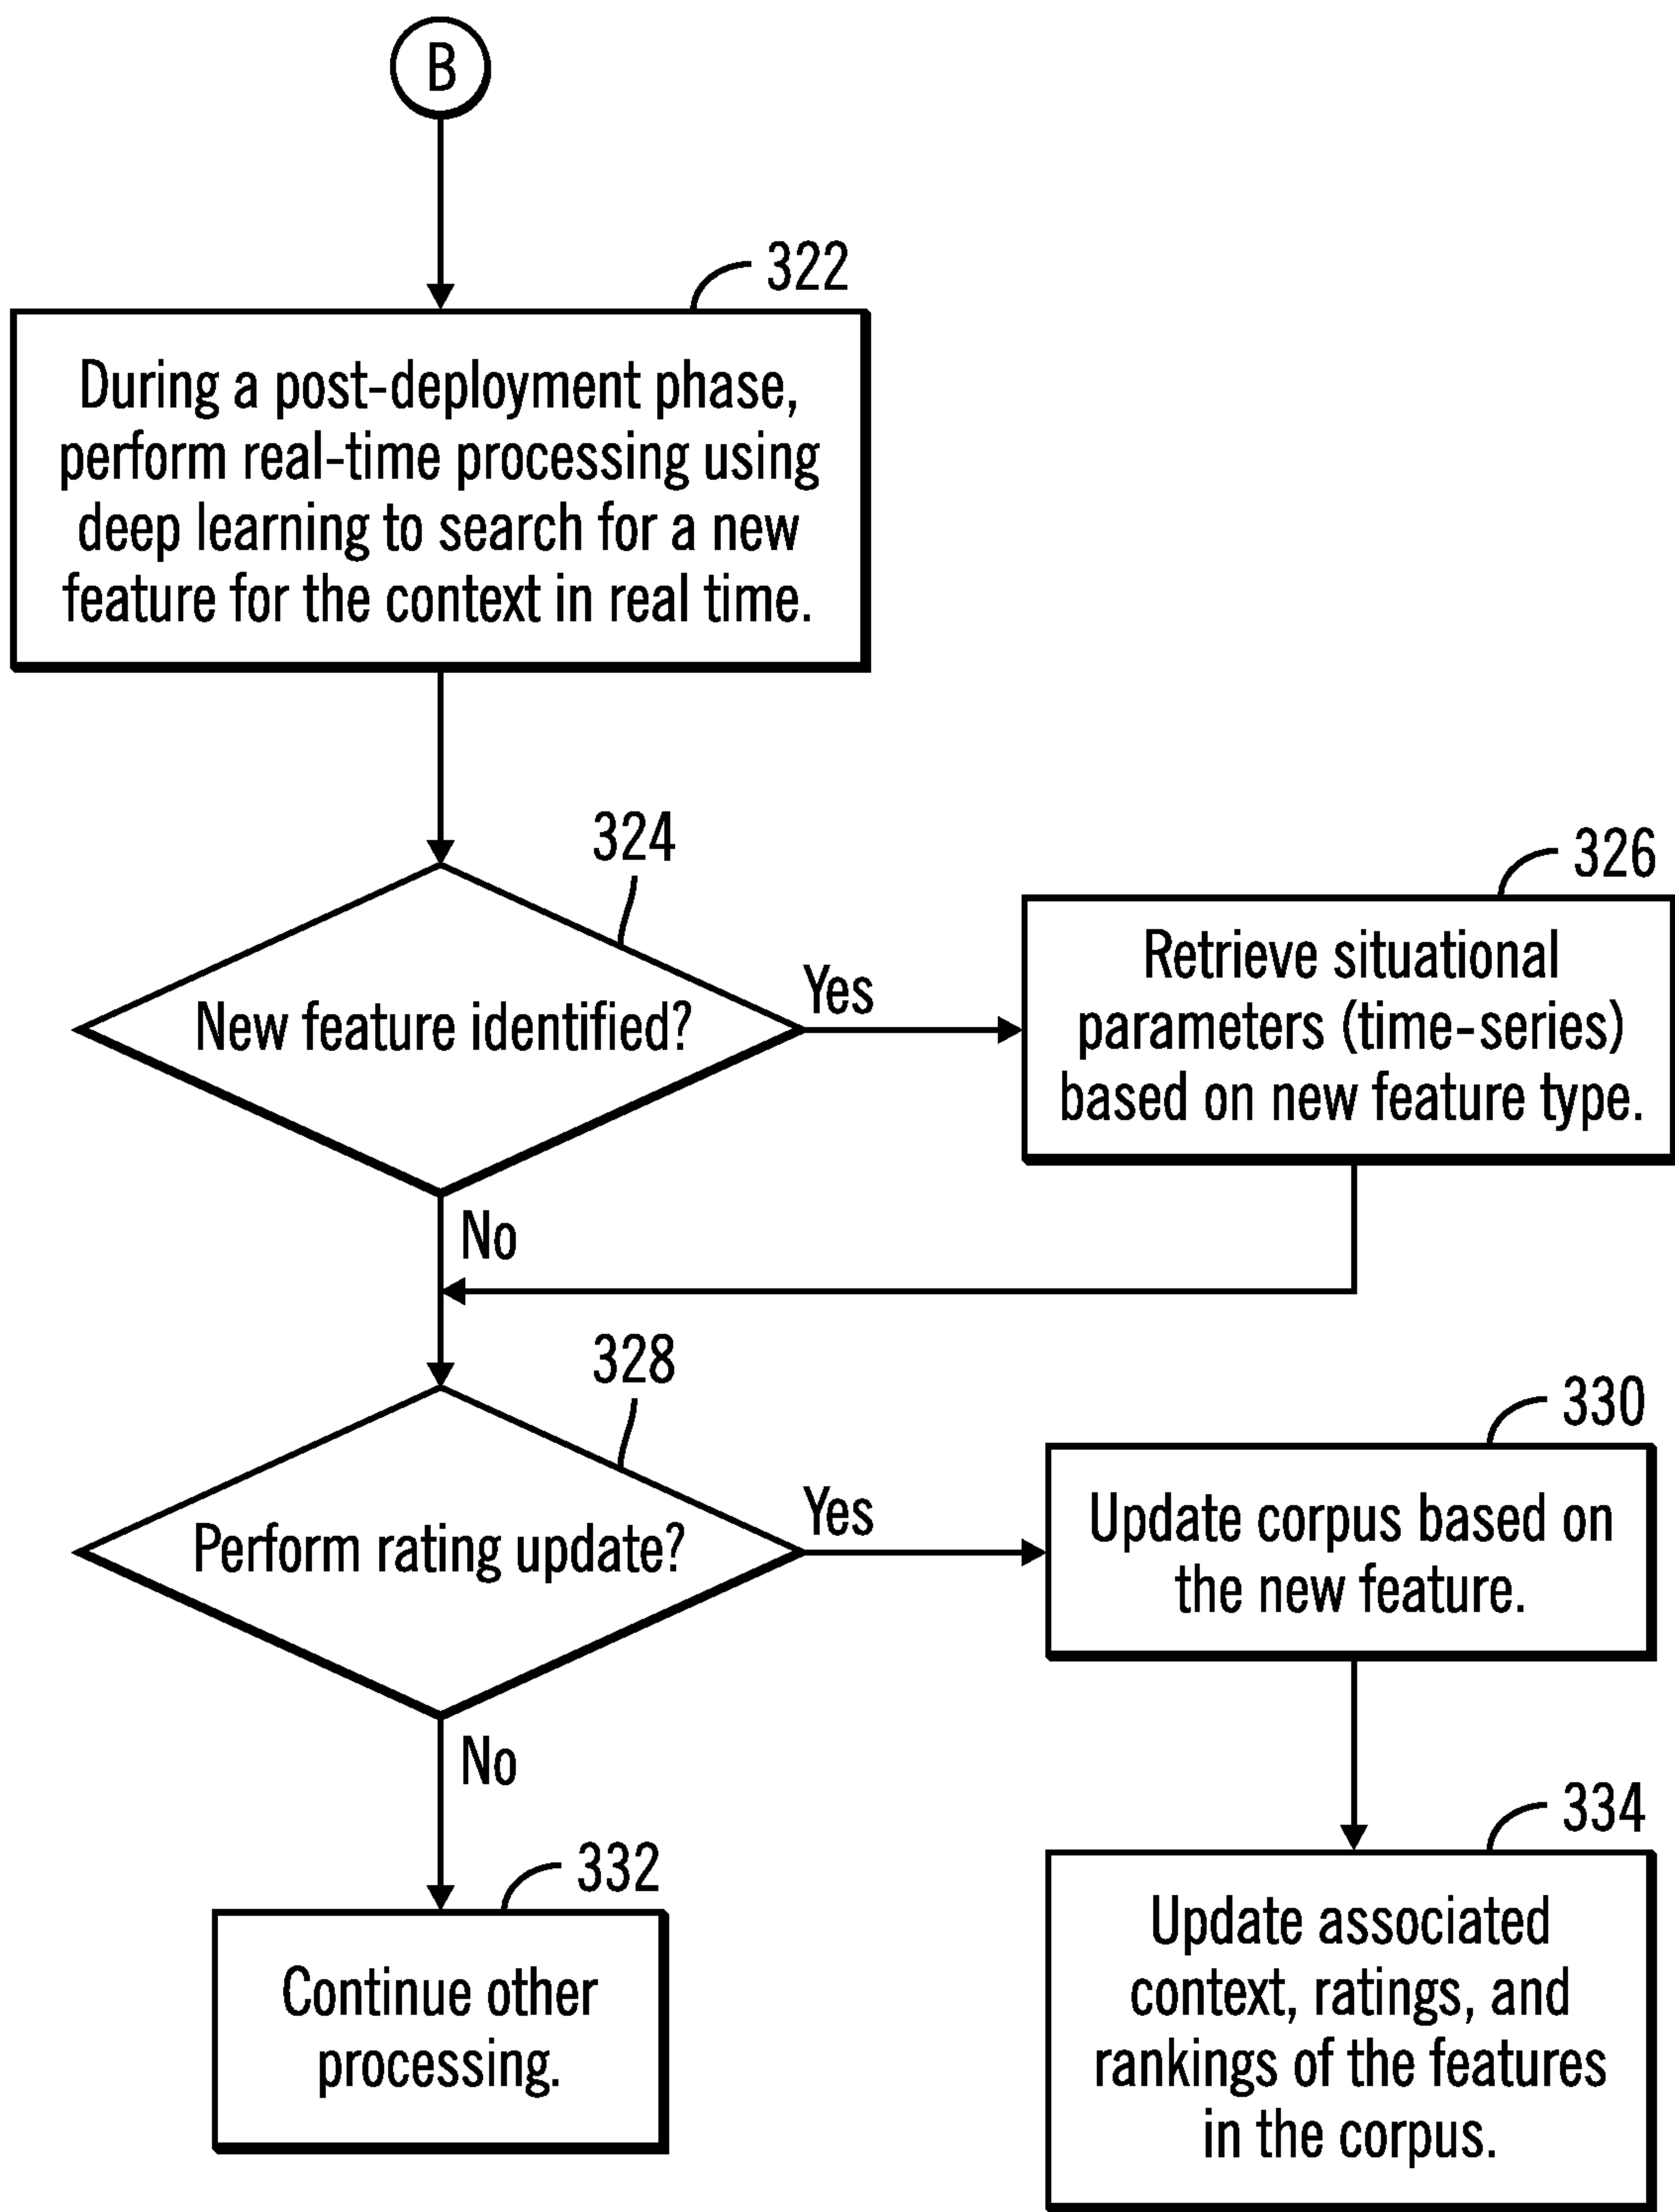 B
322
During a post-deployment phase,
perform real-time processing using
deep learning to search for a new
feature for the context in real time.
324
New feature identified?
Yes
326
Retrieve situational
parameters (time-series)
based on new feature type.
No
328
Perform rating update?
Yes
330
Update corpus based on
the new feature.
No
332
Continue other
processing.
334
Update associated
context, ratings, and
rankings of the features
in the corpus.